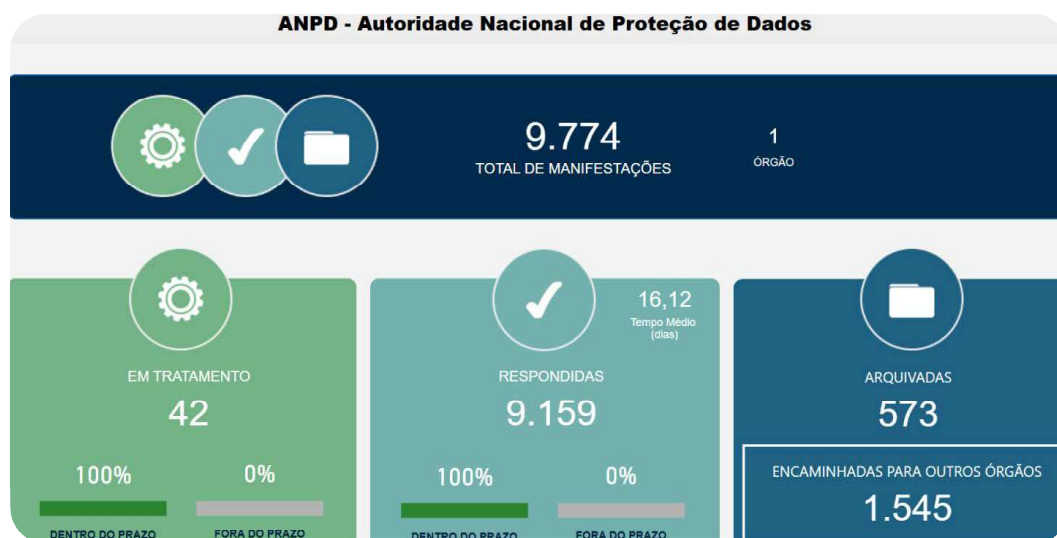 ANPD - Autoridade Nacional de Proteção de Dados
9.774
TOTAL DE MANIFESTAÇÕES
1
ÓRGÃO
EM TRATAMENTO
42
100%
0%
DENTRO DO PRAZO
FORA DO PRAZO
16,12
Tempo Médio
(dias)
RESPONDIDAS
9.159
100%
0%
DENTRO DO PRAZO
FORA DO PRAZO
ARQUIVADAS
573
ENCAMINHADAS PARA OUTROS ÓRGÃOS
1.545